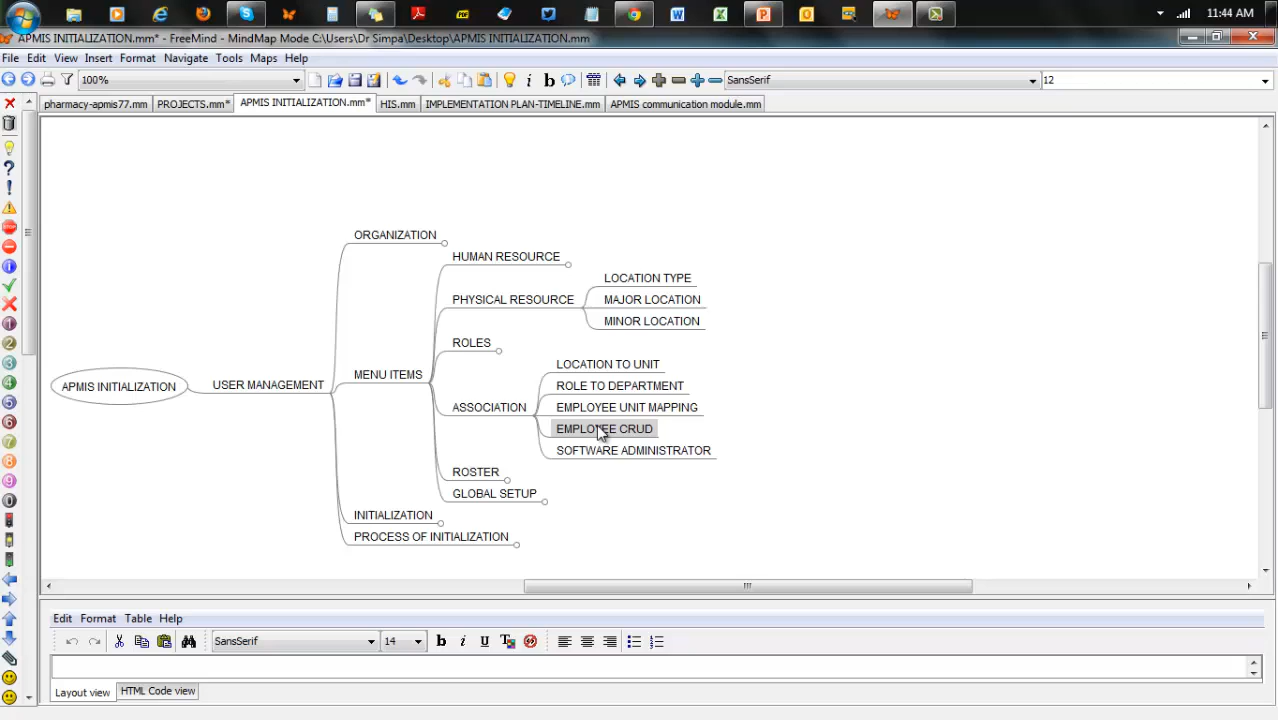 11:44 AM
APMIS INITIALIZATION.mm* - FreeMind - MindMap Mode C:\Users\Dr Simpa\Desktop\APMIS INITIALIZATION.mm
File Edit View Insert Format Navigate Tools Maps Help
100% SansSerif 12
pharmacy-apmis77.mm PROJECTS.mm* APMIS INITIALIZATION.mm* HIS.mm IMPLEMENTATION PLAN-TIMELINE.mm APMIS communication module.mm
ORGANIZATION
HUMAN RESOURCE
LOCATION TYPE
PHYSICAL RESOURCE MAJOR LOCATION
MINOR LOCATION
ROLES
LOCATION TO UNIT
MENU ITEMS
APMIS INITIALIZATION USER MANAGEMENT ROLE TO DEPARTMENT
ASSOCIATION EMPLOYEE UNIT MAPPING
EMPLOYEE CRUD
SOFTWARE ADMINISTRATOR
ROSTER
GLOBAL SETUP
INITIALIZATION
PROCESS OF INITIALIZATION
Edit Format Table Help
SansSerif 14
Layout view HTML Code view